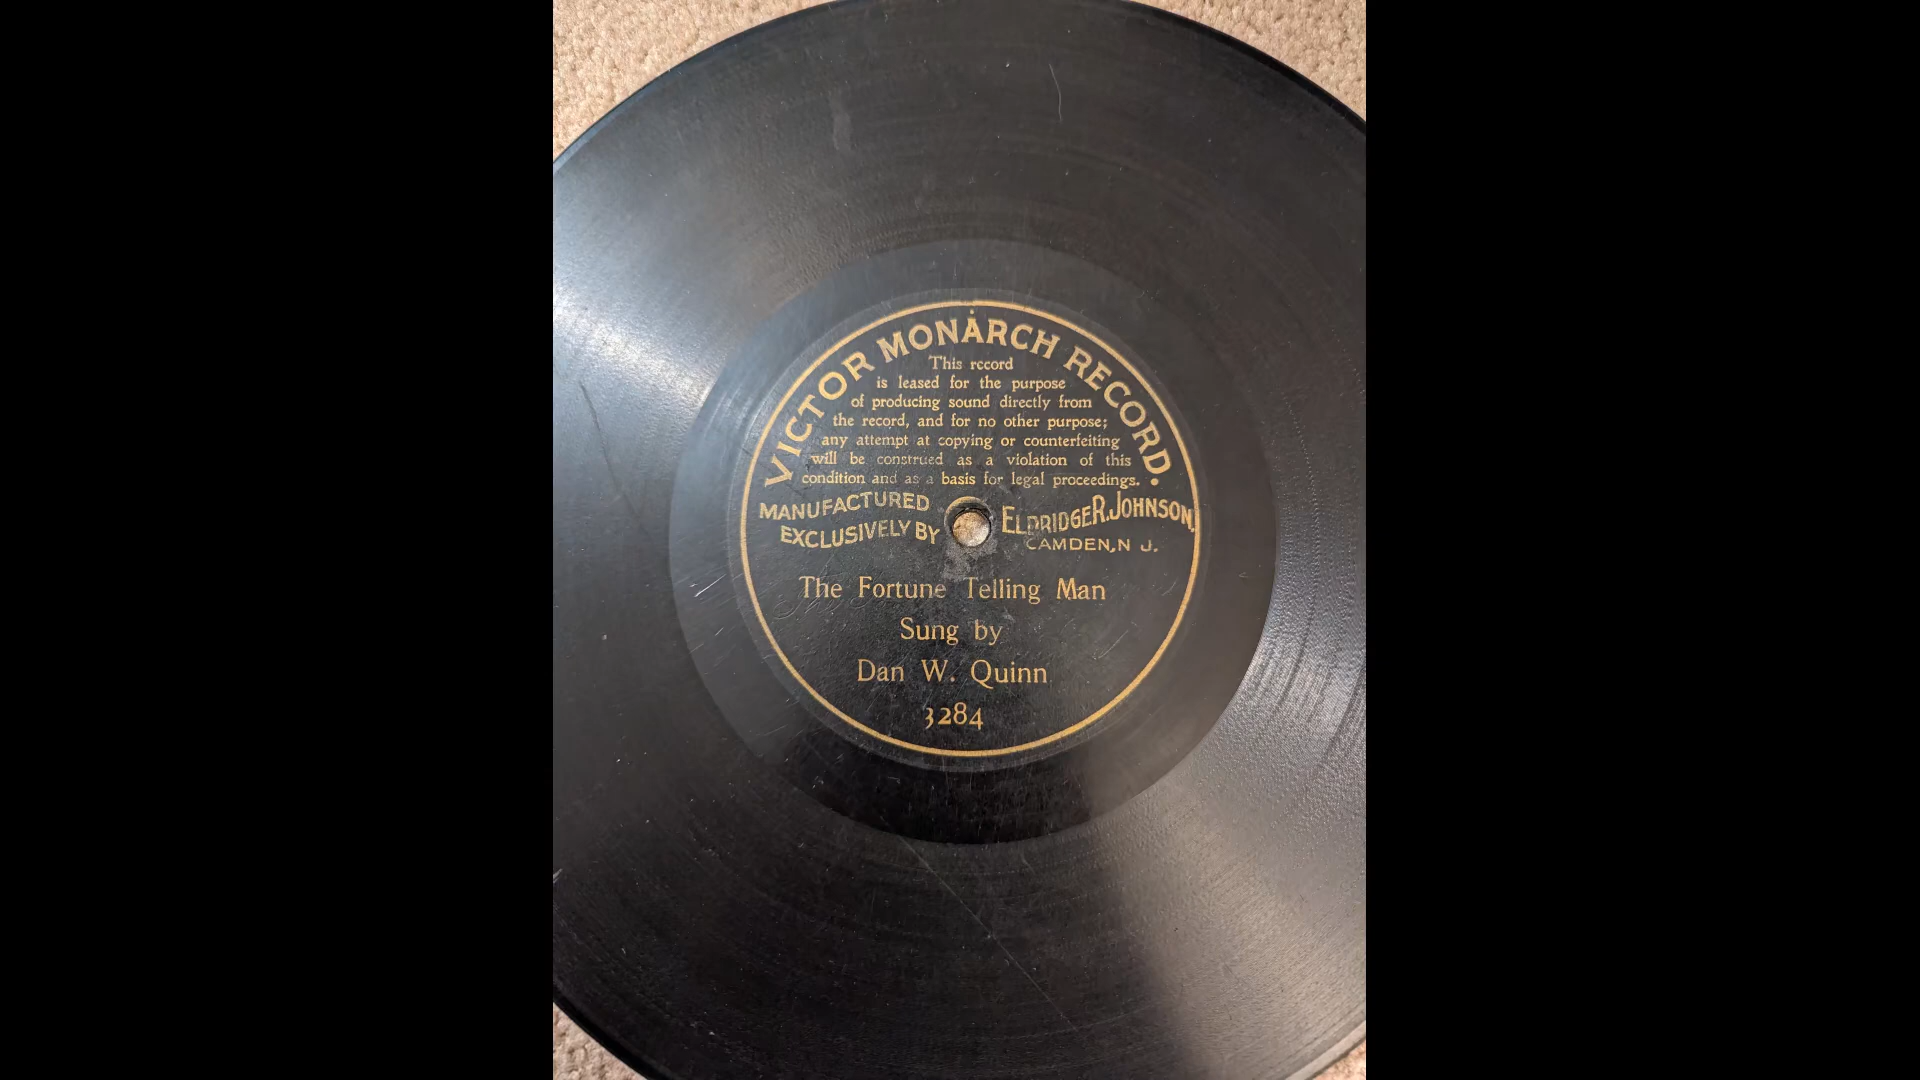 VICTOR MONARCH RECORD.
This record
is leased for the purpose
of producing sound directly from
the record, and for no other purpose;
any attempt at copying or counterfeiting
will be construed as a violation of this
condition and as a basis for legal proceedings.
MANUFACTURED
EXCLUSIVELY BY
ELDRIDGE R. JOHNSON,
CAMDEN, N J.
The Fortune Telling Man
Sung by
Dan W. Quinn
3284